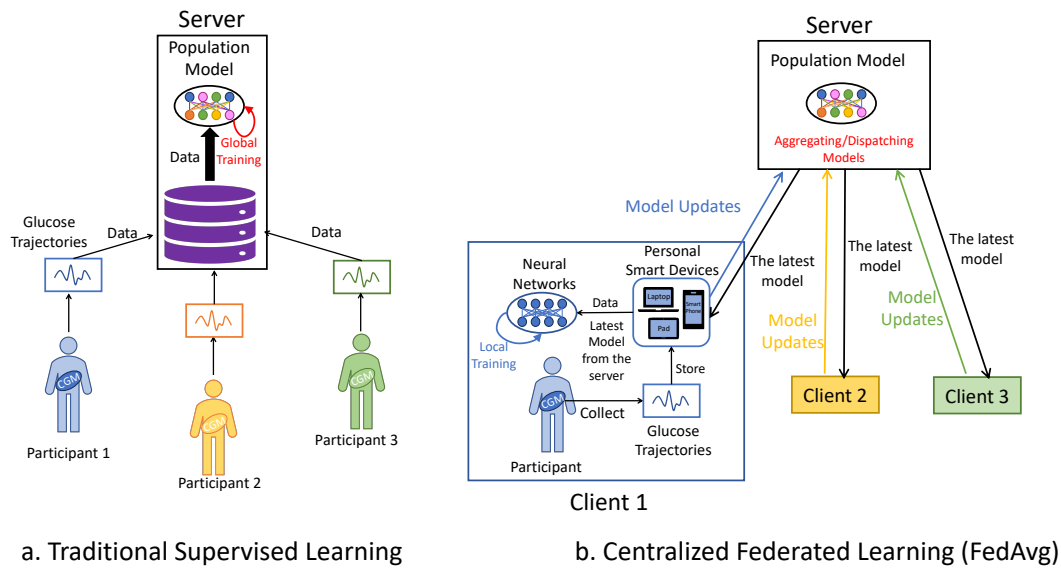 Server
Population
Model
Global
Training
Data
Glucose
Trajectories
Data
Data
CGM
CGM
CGM
Participant 1
Participant 2
Participant 3
a. Traditional Supervised Learning
Server
Population Model
Aggregating/Dispatching
Models
Model Updates
The latest
model
The latest
model
The latest
model
Model
Updates
Model
Updates
Neural
Networks
Personal
Smart Devices
Laptop
Smart
Phone
Pad
Data
Latest
Model
from the
server
Local
Training
Store
CGM
Collect
Glucose
Trajectories
Participant
Client 1
Client 2
Client 3
b. Centralized Federated Learning (FedAvg)